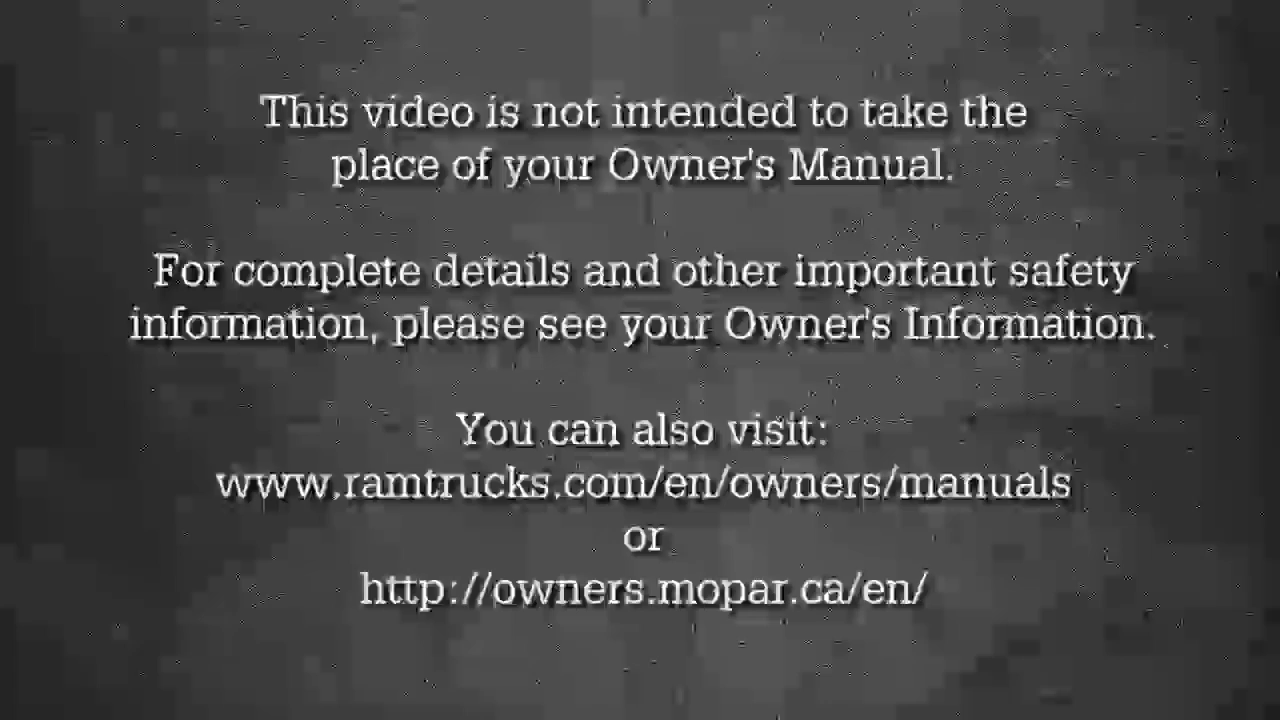 This video is not intended to take the
place of your Owner's Manual.
For complete details and other important safety
information, please see your Owner's Information.
You can also visit:
www.ramtrucks.com/en/owners/manuals
or
http://owners.mopar.ca/en/